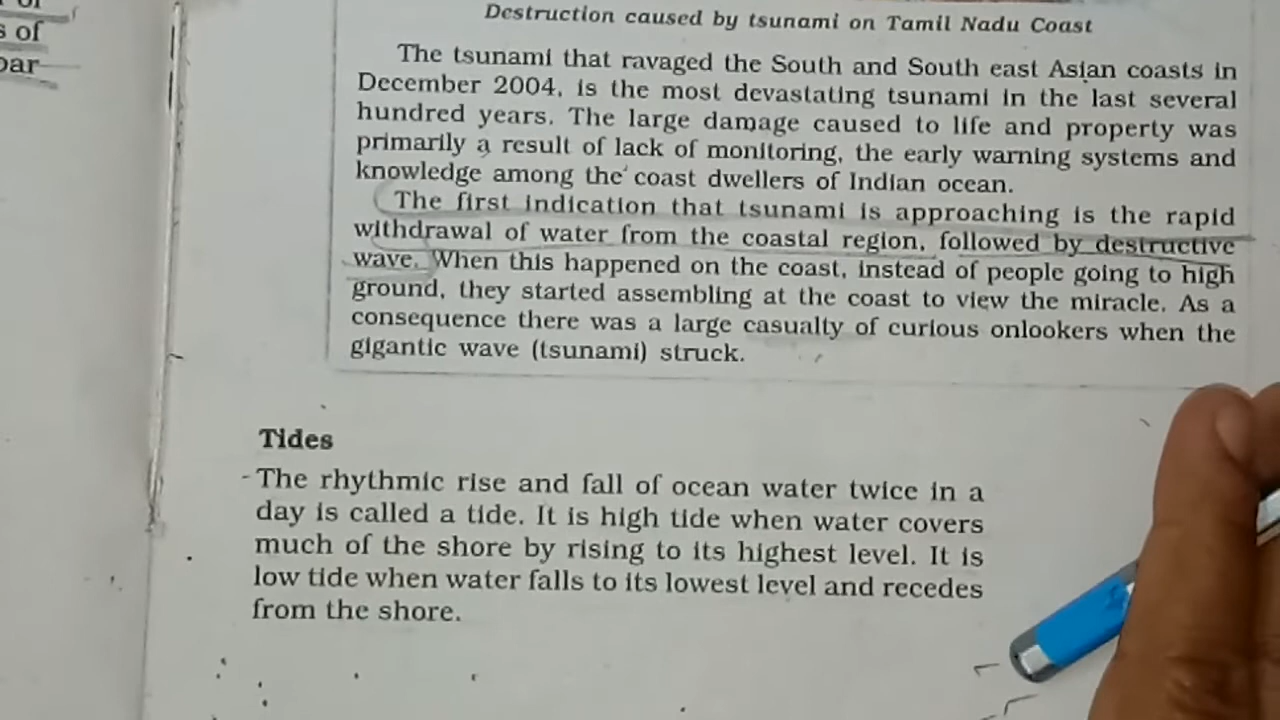 s of
par
Destruction caused by tsunami on Tamil Nadu Coast
The tsunami that ravaged the South and South east Asian coasts in
December 2004, is the most devastating tsunami in the last several
hundred years. The large damage caused to life and property was
primarily a result of lack of monitoring, the early warning systems and
knowledge among the coast dwellers of Indian ocean.
The first indication that tsunami is approaching is the rapid
withdrawal of water from the coastal region, followed by destructive
wave. When this happened on the coast, instead of people going to high
ground, they started assembling at the coast to view the miracle. As a
consequence there was a large casualty of curious onlookers when the
gigantic wave (tsunami) struck.
Tides
The rhythmic rise and fall of ocean water twice in a
day is called a tide. It is high tide when water covers
much of the shore by rising to its highest level. It is
low tide when water falls to its lowest level and recedes
from the shore.